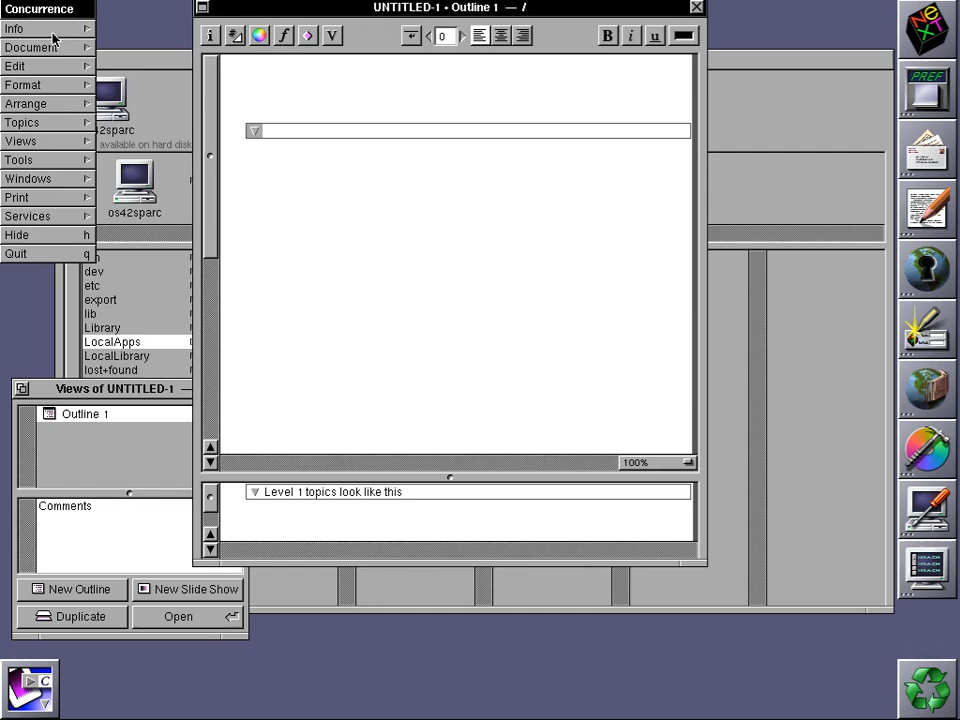 Concurrence
Info
Document
Edit
Format
Arrange
Topics
Views
Tools
Windows
Print
Services
Hide h
Quit q
UNTITLED-1 • Outline 1 — /
i # f V 0 B i u
100%
Level 1 topics look like this
42sparc
available on hard disk
os42sparc
dev
etc
export
lib
Library
LocalApps
LocalLibrary
lost+found
Views of UNTITLED-1 —
Outline 1
Comments
New Outline
New Slide Show
Duplicate
Open
NeXT
PREF
C